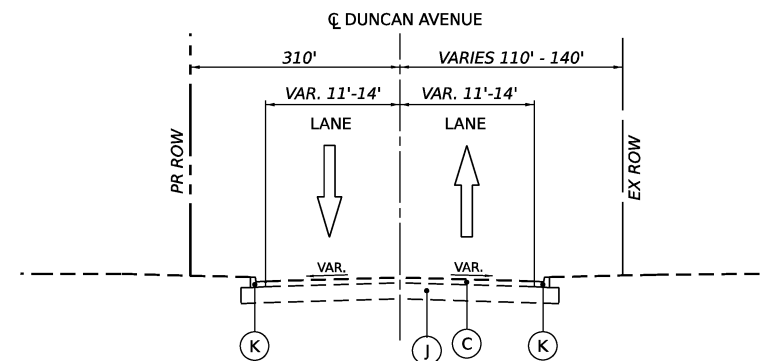 ℄ DUNCAN AVENUE
310'
VARIES 110' - 140'
VAR. 11'-14'
VAR. 11'-14'
LANE
LANE
PR ROW
EX ROW
VAR.
VAR.
K
J
C
K